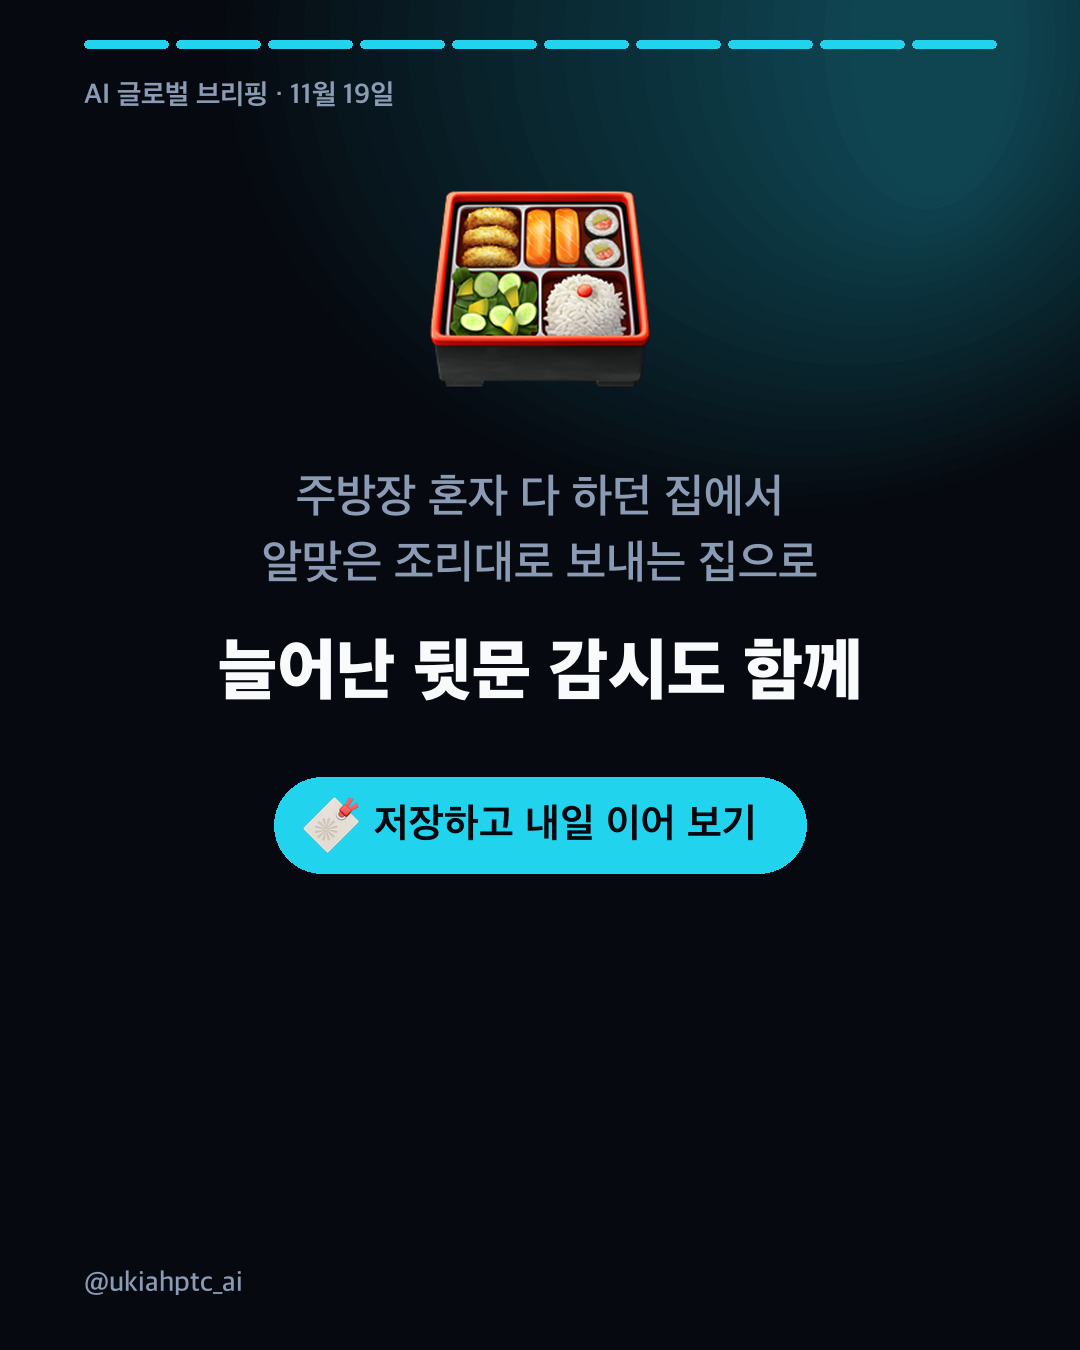 AI 글로벌 브리핑 · 11월 19일
주방장 혼자 다 하던 집에서
알맞은 조리대로 보내는 집으로
늘어난 뒷문 감시도 함께
저장하고 내일 이어 보기
@ukiahptc_ai